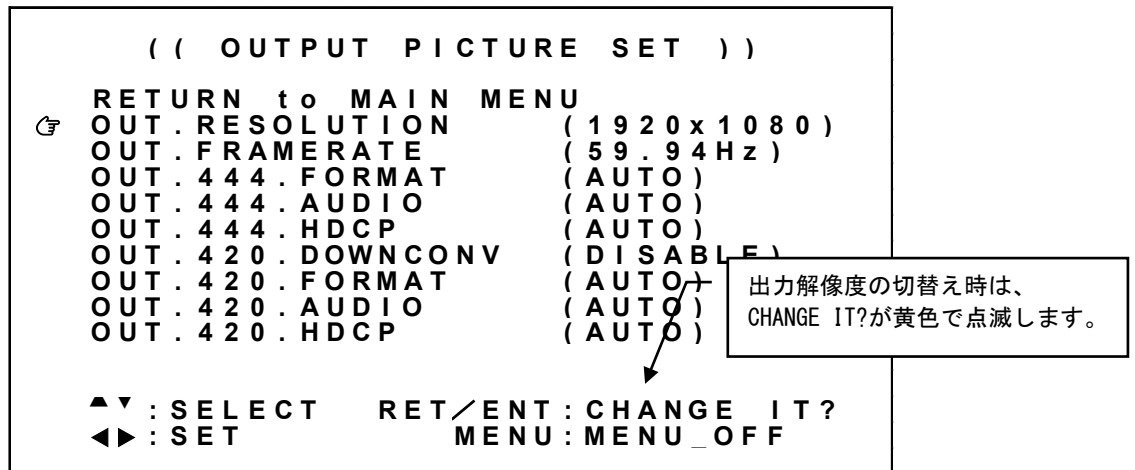 (( OUTPUT PICTURE SET ))
RETURN to MAIN MENU
☞ OUT.RESOLUTION (1920x1080)
OUT.FRAMERATE (59.94Hz)
OUT.444.FORMAT (AUTO)
OUT.444.AUDIO (AUTO)
OUT.444.HDCP (AUTO)
OUT.420.DOWNCONV (DISABLE)
OUT.420.FORMAT (AUTO)
OUT.420.AUDIO (AUTO)
OUT.420.HDCP (AUTO)
出力解像度の切替え時は、
CHANGE IT?が黄色で点滅します。
▲▼:SELECT RET/ENT:CHANGE IT?
◀▶:SET MENU:MENU_OFF